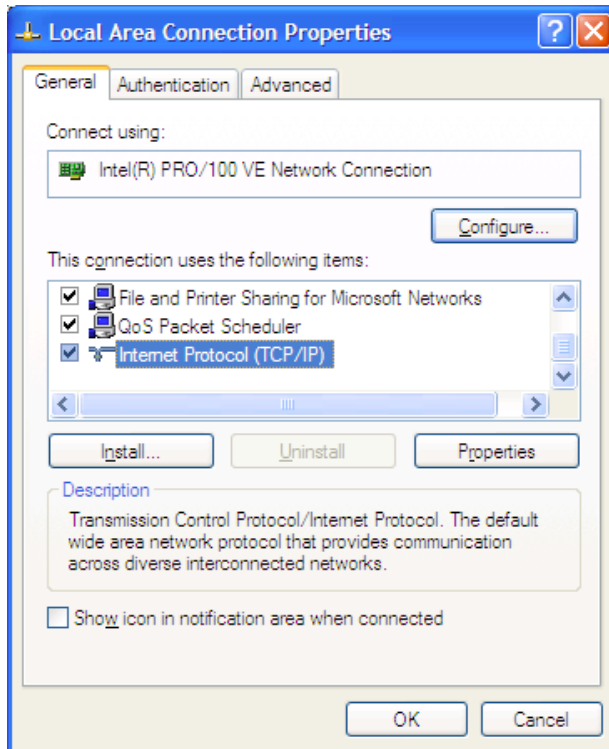 Local Area Connection Properties
General Authentication Advanced
Connect using:
Intel(R) PRO/100 VE Network Connection
Configure...
This connection uses the following items:
File and Printer Sharing for Microsoft Networks
QoS Packet Scheduler
Internet Protocol (TCP/IP)
Install... Uninstall Properties
Description
Transmission Control Protocol/Internet Protocol. The default
wide area network protocol that provides communication
across diverse interconnected networks.
Show icon in notification area when connected
OK Cancel